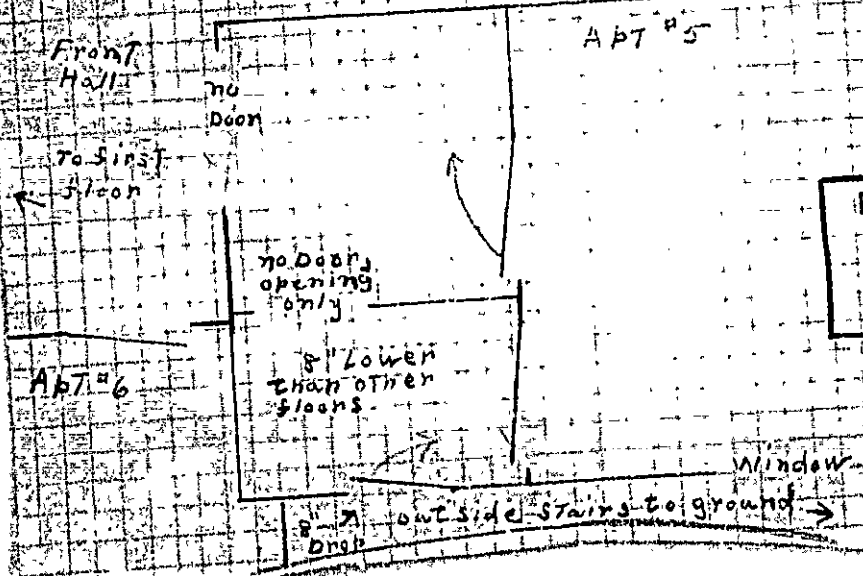 Front
Hall
APT #5
no
Door
To first
floor
no Door,
opening
only
8" Lower
than other
floors.
APT #6
Window
outside stairs to ground
8"
Drop